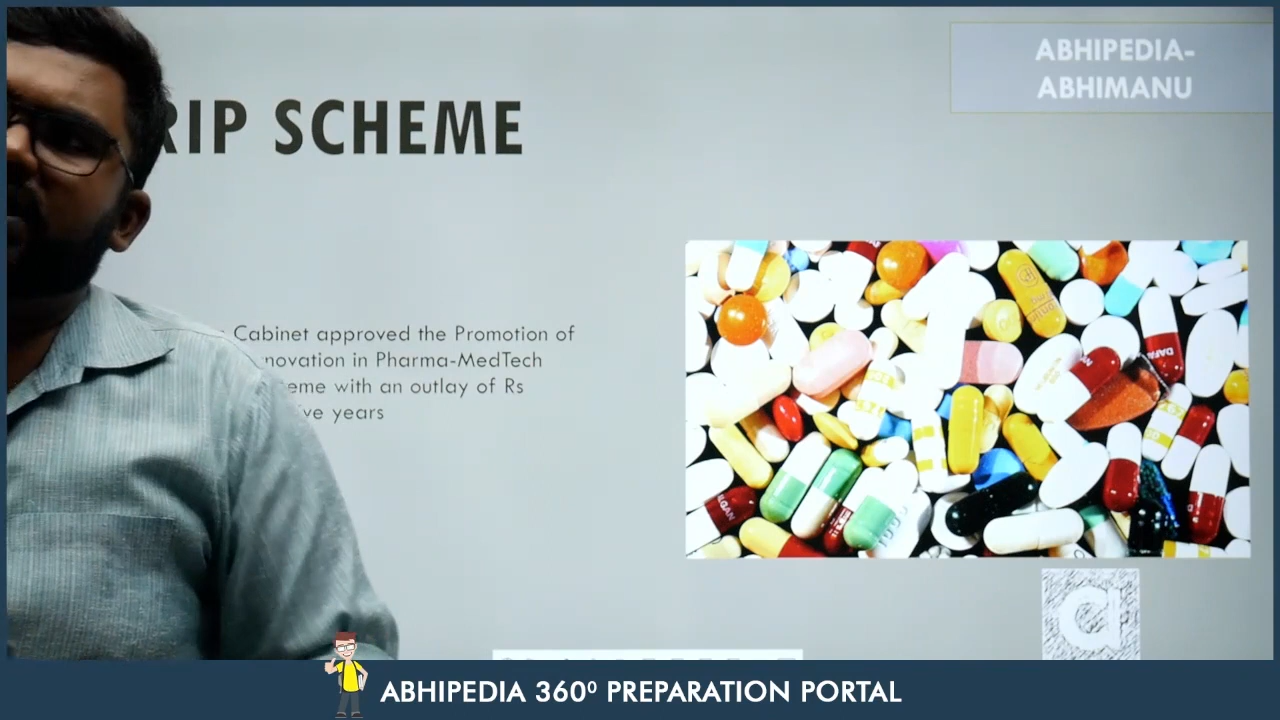 ABHIPEDIA-
ABHIMANU
RIP SCHEME
Cabinet approved the Promotion of
nnovation in Pharma-MedTech
eme with an outlay of Rs
ive years
ABHIPEDIA 360⁰ PREPARATION PORTAL